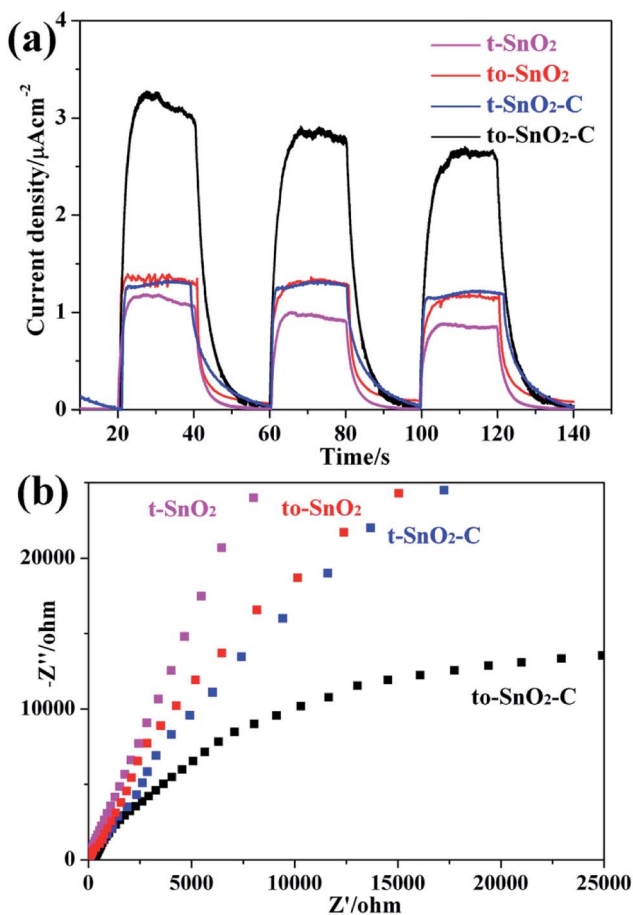 (a)
t-SnO₂
to-SnO₂
t-SnO₂-C
to-SnO₂-C
Current density/μAcm⁻²
4
3
2
1
0
20 40 60 80 100 120 140
Time/s
(b)
t-SnO₂
to-SnO₂
t-SnO₂-C
to-SnO₂-C
-Z''/ohm
20000
10000
0
0 5000 10000 15000 20000 25000
Z'/ohm